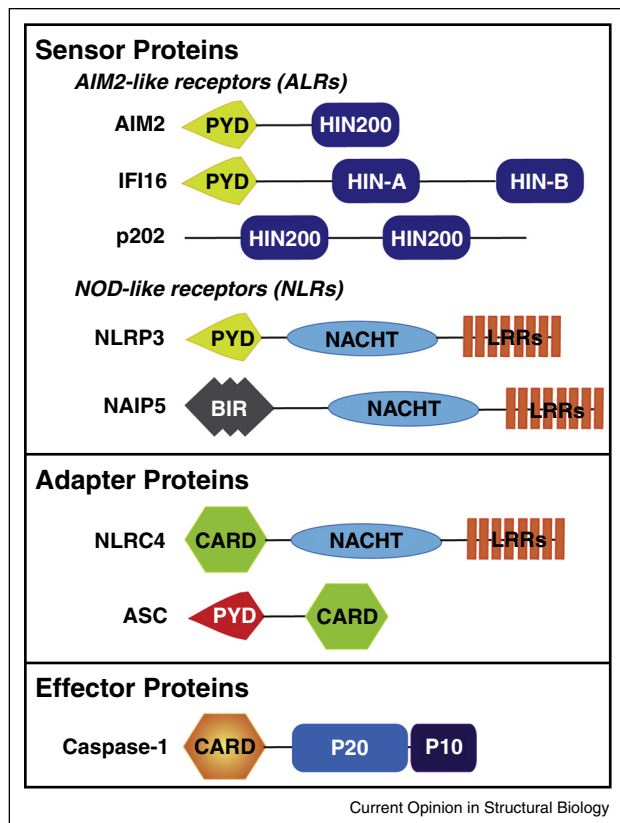 Sensor Proteins
AIM2-like receptors (ALRs)
AIM2 PYD HIN200
IFI16 PYD HIN-A HIN-B
p202 HIN200 HIN200
NOD-like receptors (NLRs)
NLRP3 PYD NACHT LRRs
NAIP5 BIR NACHT LRRs
Adapter Proteins
NLRC4 CARD NACHT LRRs
ASC PYD CARD
Effector Proteins
Caspase-1 CARD P20 P10
Current Opinion in Structural Biology